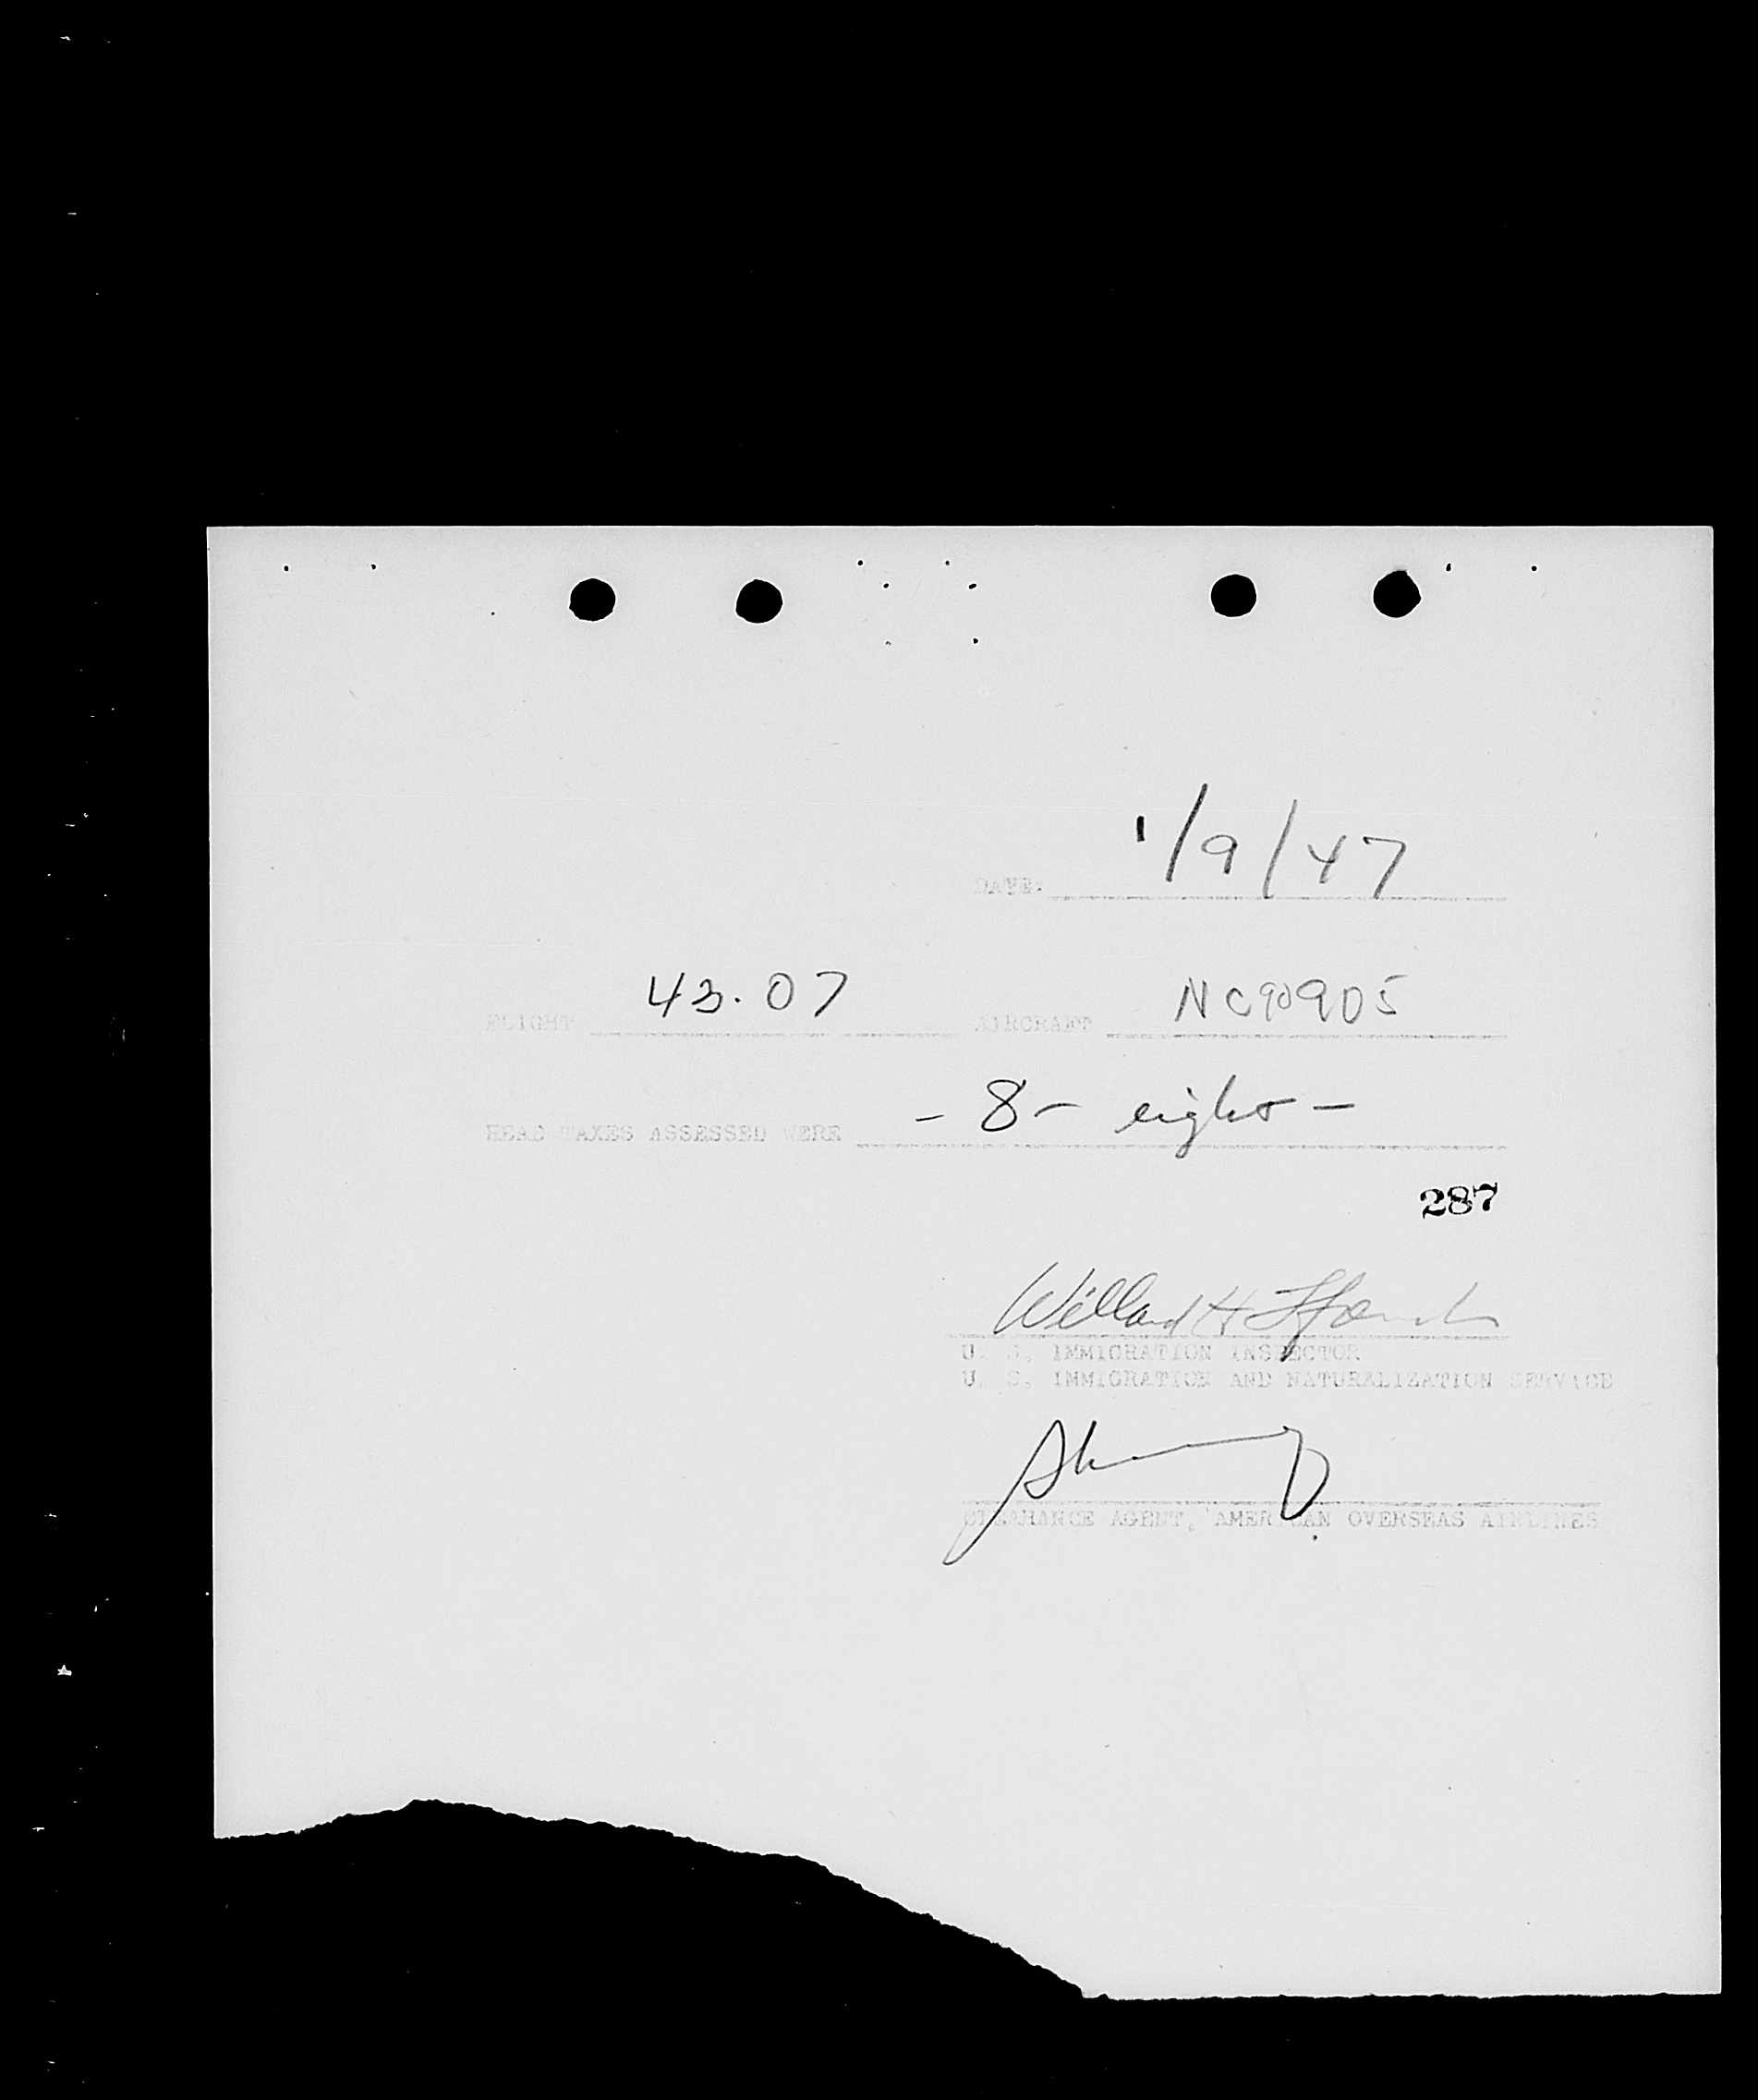 DATE: 1/9/47
FLIGHT 43.07 AIRCRAFT NC90905
HEAD TAXES ASSESSED WERE - 8 - eight -
287
Willard H
U. S. IMMIGRATION INSPECTOR
U. S. IMMIGRATION AND NATURALIZATION SERVICE
CLEARANCE AGENT, AMERICAN OVERSEAS AIRLINES